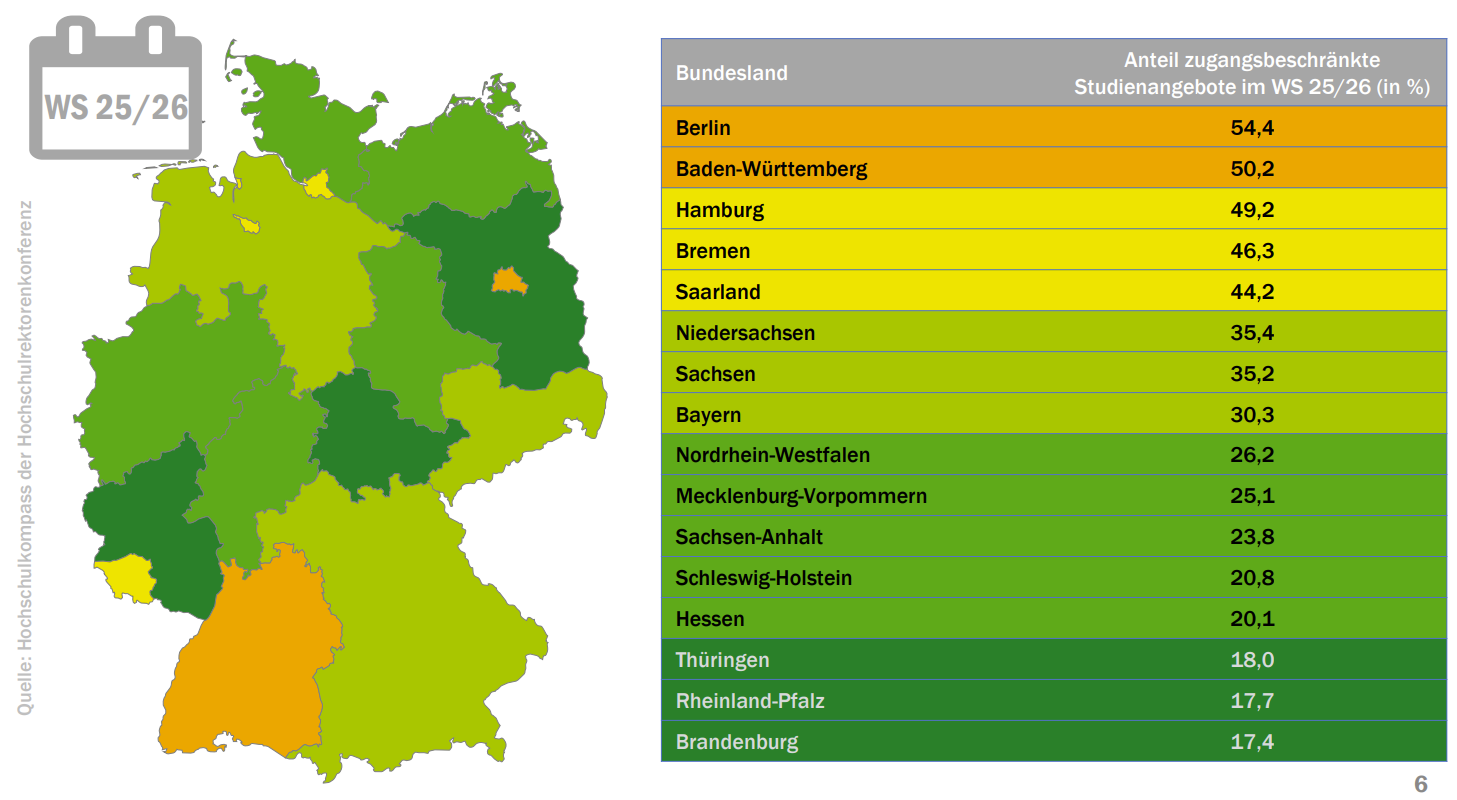 WS 25/26
Quelle: Hochschulkompass der Hochschulrektorenkonferenz
Bundesland
Anteil zugangsbeschränkte
Studienangebote im WS 25/26 (in %)
Berlin 54,4
Baden-Württemberg 50,2
Hamburg 49,2
Bremen 46,3
Saarland 44,2
Niedersachsen 35,4
Sachsen 35,2
Bayern 30,3
Nordrhein-Westfalen 26,2
Mecklenburg-Vorpommern 25,1
Sachsen-Anhalt 23,8
Schleswig-Holstein 20,8
Hessen 20,1
Thüringen 18,0
Rheinland-Pfalz 17,7
Brandenburg 17,4
6